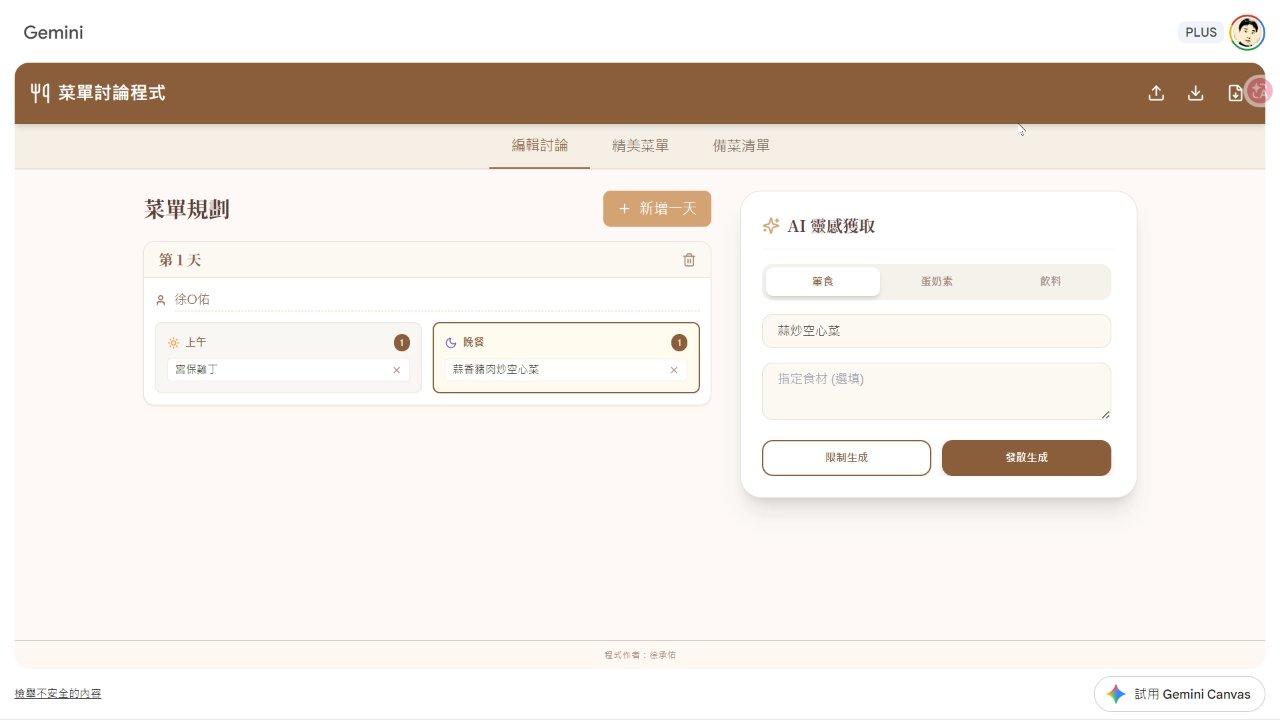 Gemini
PLUS
菜單討論程式
編輯討論
精美菜單
備菜清單
菜單規劃
+ 新增一天
第 1 天
徐O佑
上午
1
宮保雞丁
晚餐
1
蒜香豬肉炒空心菜
AI 靈感獲取
葷食
蛋奶素
飲料
蒜炒空心菜
指定食材 (選填)
限制生成
發散生成
程式作者：徐承佑
檢舉不安全的內容
試用 Gemini Canvas